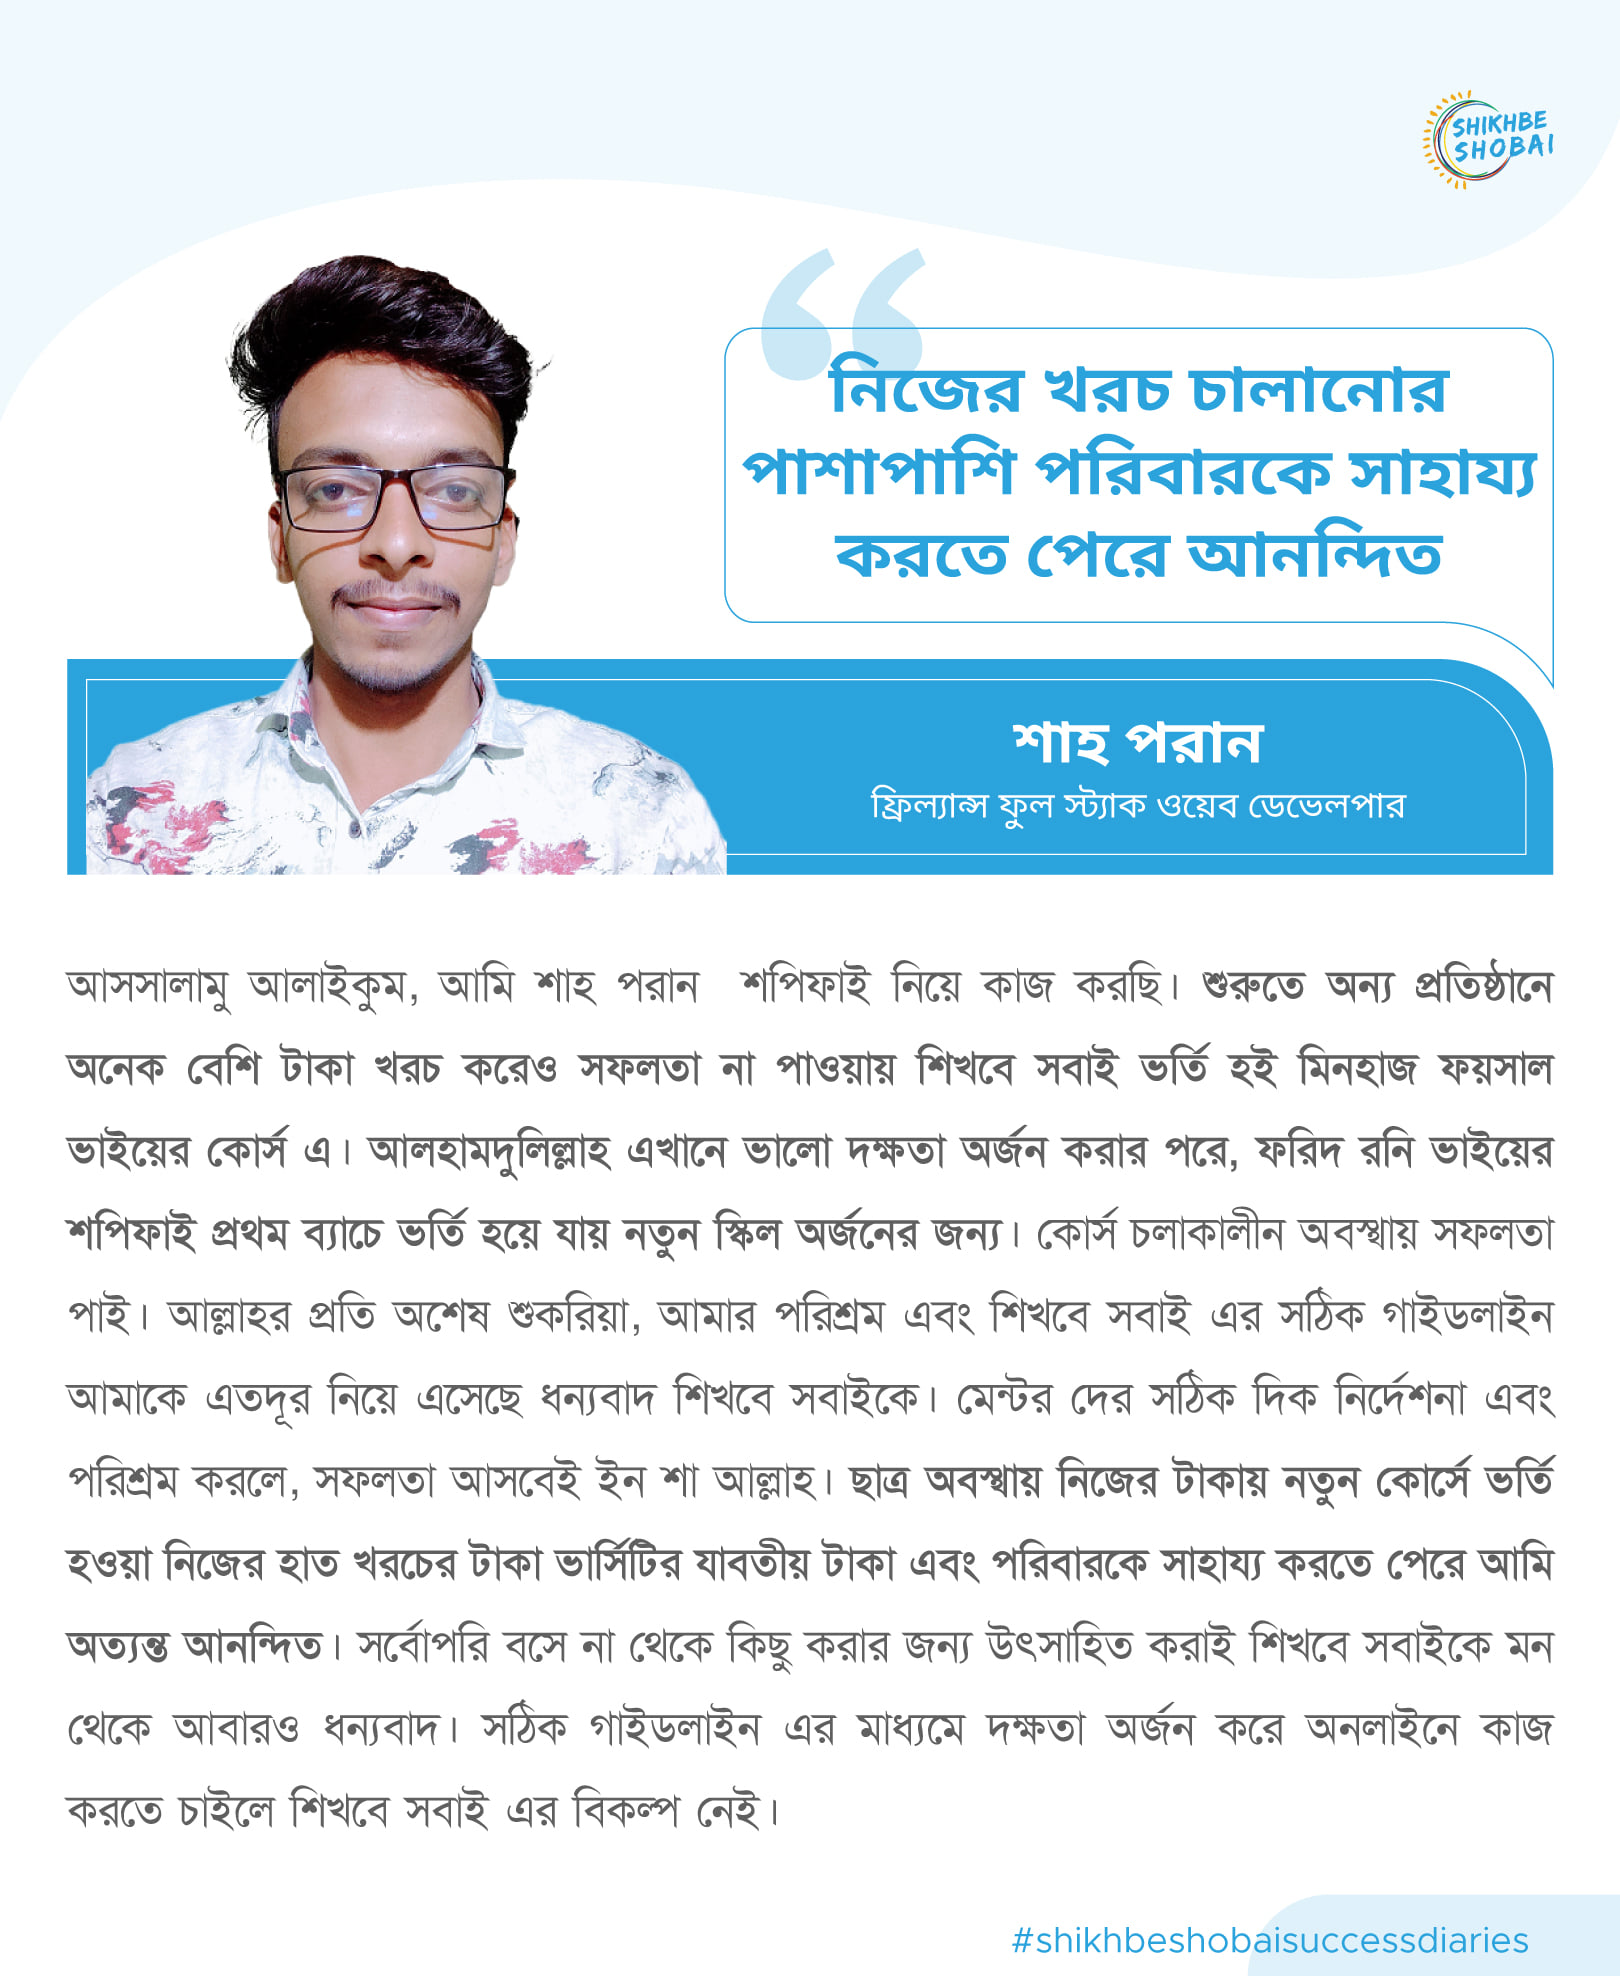 SHIKHBE
SHOBAI
নিজের খরচ চালানোর
পাশাপাশি পরিবারকে সাহায্য
করতে পেরে আনন্দিত
শাহ পরান
ফ্রিল্যান্স ফুল স্ট্যাক ওয়েব ডেভেলপার
আসসালামু আলাইকুম, আমি শাহ পরান শপিফাই নিয়ে কাজ করছি। শুরুতে অন্য প্রতিষ্ঠানে
অনেক বেশি টাকা খরচ করেও সফলতা না পাওয়ায় শিখবে সবাই ভর্তি হই মিনহাজ ফয়সাল
ভাইয়ের কোর্স এ। আলহামদুলিল্লাহ এখানে ভালো দক্ষতা অর্জন করার পরে, ফরিদ রনি ভাইয়ের
শপিফাই প্রথম ব্যাচে ভর্তি হয়ে যায় নতুন স্কিল অর্জনের জন্য। কোর্স চলাকালীন অবস্থায় সফলতা
পাই। আল্লাহর প্রতি অশেষ শুকরিয়া, আমার পরিশ্রম এবং শিখবে সবাই এর সঠিক গাইডলাইন
আমাকে এতদূর নিয়ে এসেছে ধন্যবাদ শিখবে সবাইকে। মেন্টর দের সঠিক দিক নির্দেশনা এবং
পরিশ্রম করলে, সফলতা আসবেই ইন শা আল্লাহ। ছাত্র অবস্থায় নিজের টাকায় নতুন কোর্সে ভর্তি
হওয়া নিজের হাত খরচের টাকা ভার্সিটির যাবতীয় টাকা এবং পরিবারকে সাহায্য করতে পেরে আমি
অত্যন্ত আনন্দিত। সর্বোপরি বসে না থেকে কিছু করার জন্য উৎসাহিত করাই শিখবে সবাইকে মন
থেকে আবারও ধন্যবাদ। সঠিক গাইডলাইন এর মাধ্যমে দক্ষতা অর্জন করে অনলাইনে কাজ
করতে চাইলে শিখবে সবাই এর বিকল্প নেই।
#shikhbeshobaisuccessdiaries